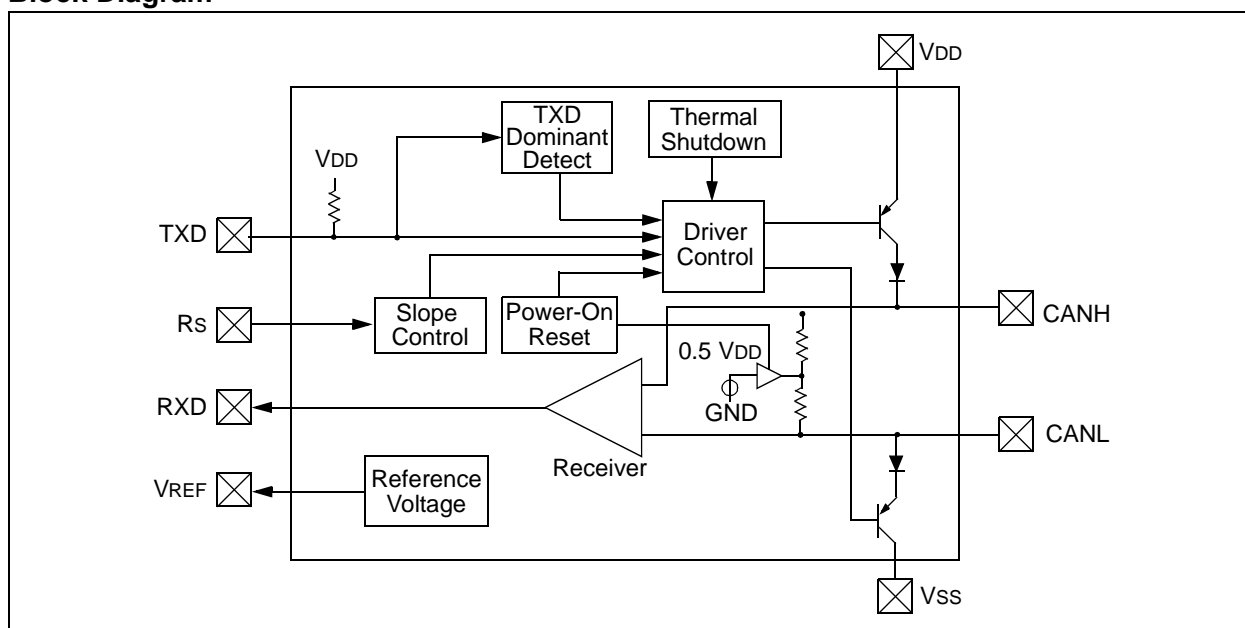 Block Diagram
VDD
TXD
Dominant
Detect
Thermal
Shutdown
VDD
TXD
Driver
Control
RS
Slope
Control
Power-On
Reset
CANH
0.5 VDD
GND
RXD
Receiver
CANL
VREF
Reference
Voltage
VSS